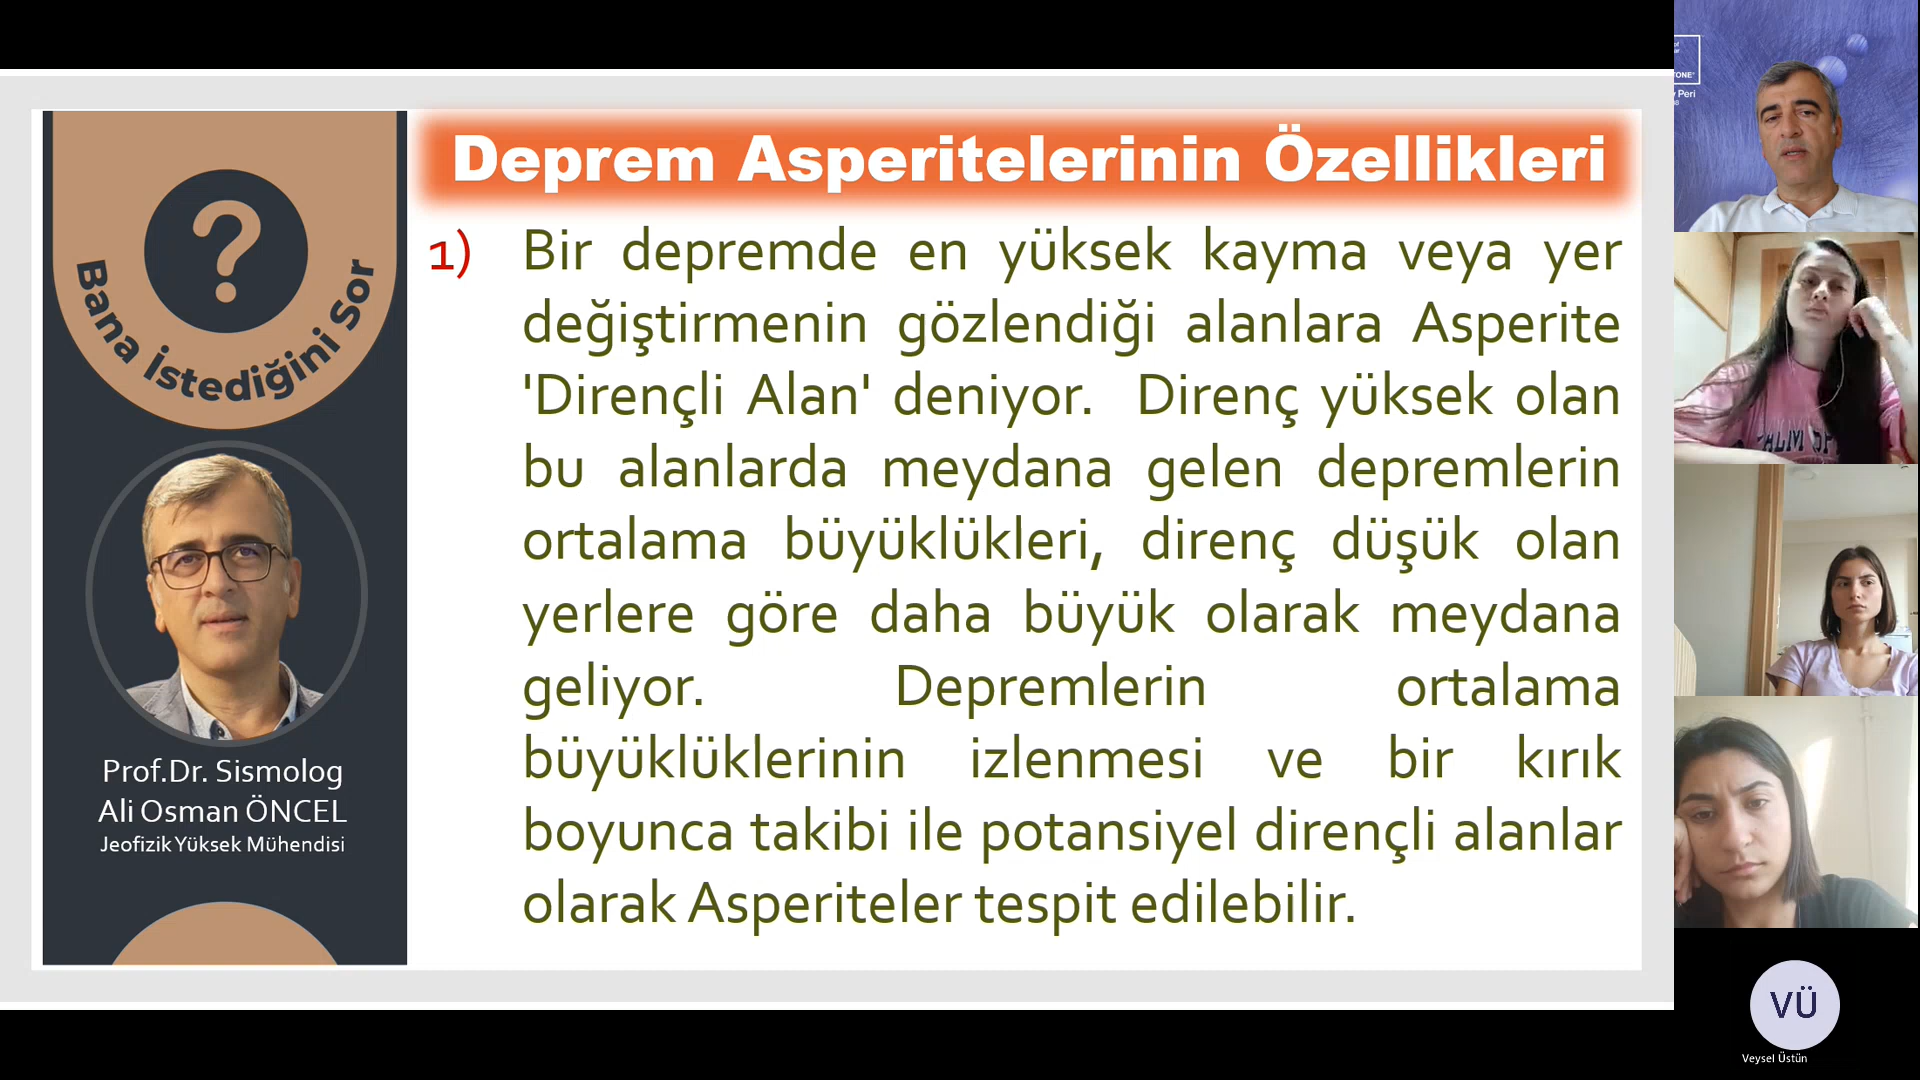 Deprem Asperitelerinin Özellikleri
1) Bir depremde en yüksek kayma veya yer
değiştirmenin gözlendiği alanlara Asperite
'Dirençli Alan' deniyor. Direnç yüksek olan
bu alanlarda meydana gelen depremlerin
ortalama büyüklükleri, direnç düşük olan
yerlere göre daha büyük olarak meydana
geliyor. Depremlerin ortalama
büyüklüklerinin izlenmesi ve bir kırık
boyunca takibi ile potansiyel dirençli alanlar
olarak Asperiteler tespit edilebilir.
?
Bana İstediğini Sor
Prof.Dr. Sismolog
Ali Osman ÖNCEL
Jeofizik Yüksek Mühendisi
TONE
Peri
VÜ
Veysel Üstün